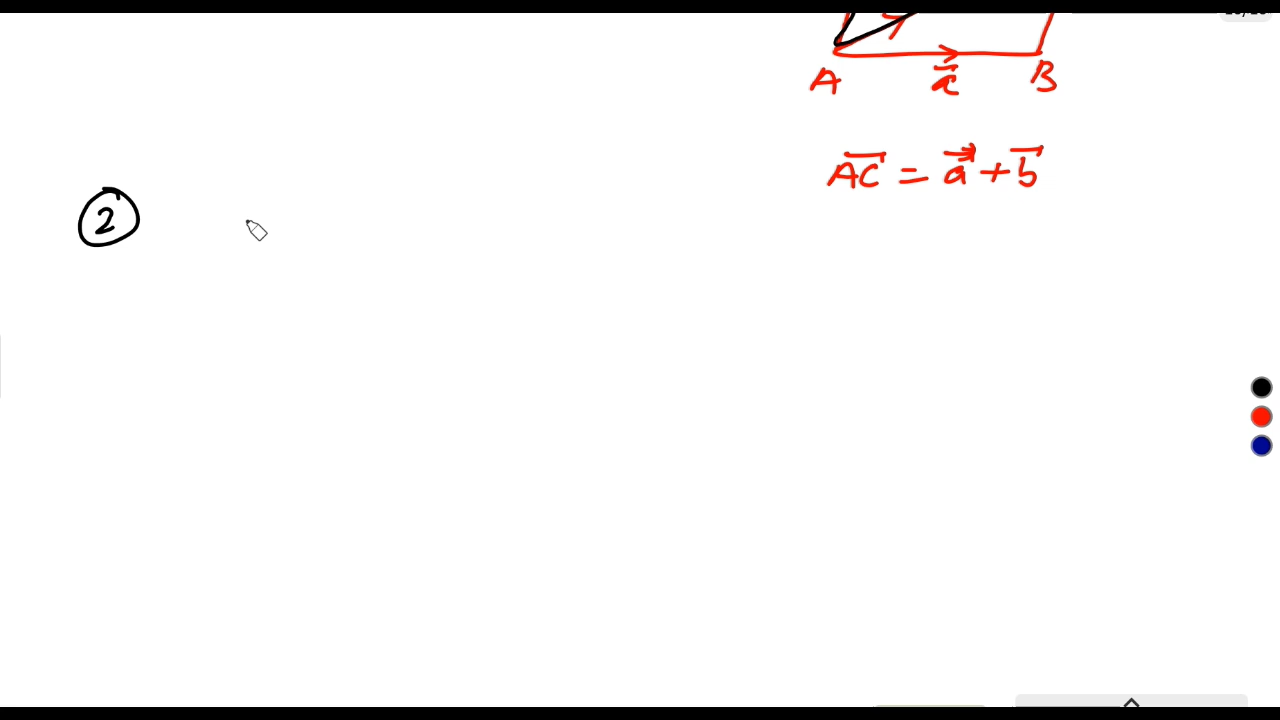 A a⃗ B
AC⃗ = a⃗ + b⃗
2